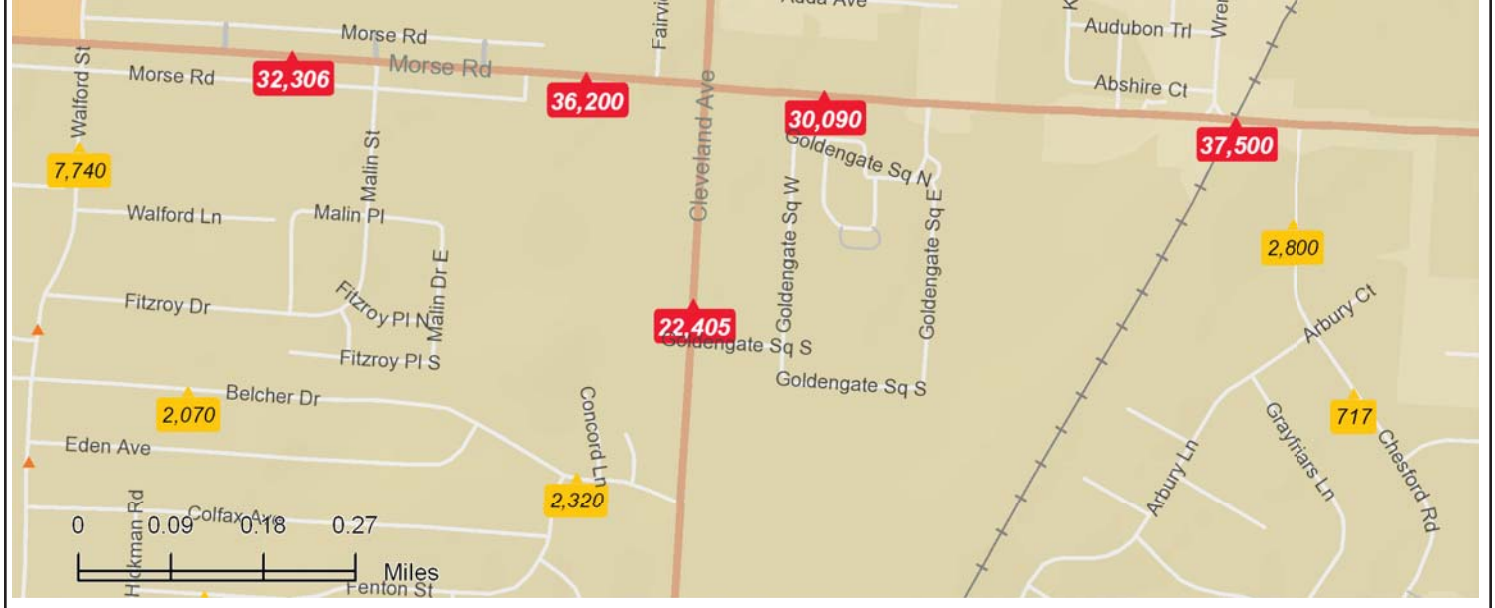 Adda Ave
Fairvi
K
Wren
Audubon Trl
Morse Rd
Morse Rd
Morse Rd
Abshire Ct
Walford St
32,306
36,200
30,090
37,500
Cleveland Ave
7,740
Malin St
Goldengate Sq N
Goldengate Sq W
Goldengate Sq E
Walford Ln
Malin Pl
2,800
Malin Dr E
Fitzroy Dr
Fitzroy Pl N
22,405
Goldengate Sq S
Fitzroy Pl S
Goldengate Sq S
Arbury Ct
Belcher Dr
2,070
Concord Ln
717
Grayfriars Ln
Chesford Rd
Eden Ave
Arbury Ln
2,320
Hickman Rd
Colfax Ave
0 0.09 0.18 0.27
Miles
Fenton St